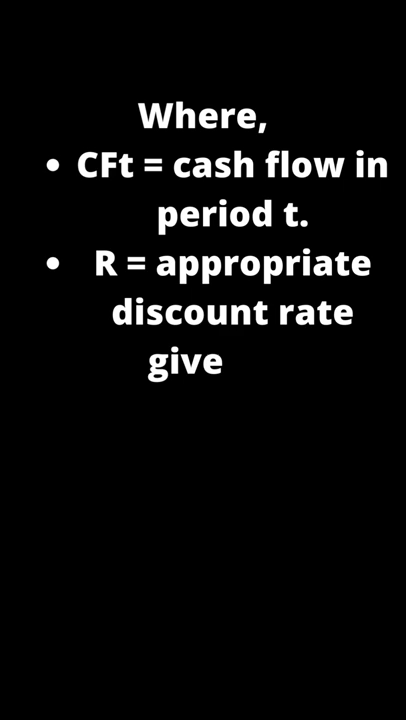 Where,
• CFt = cash flow in
period t.
• R = appropriate
discount rate
give